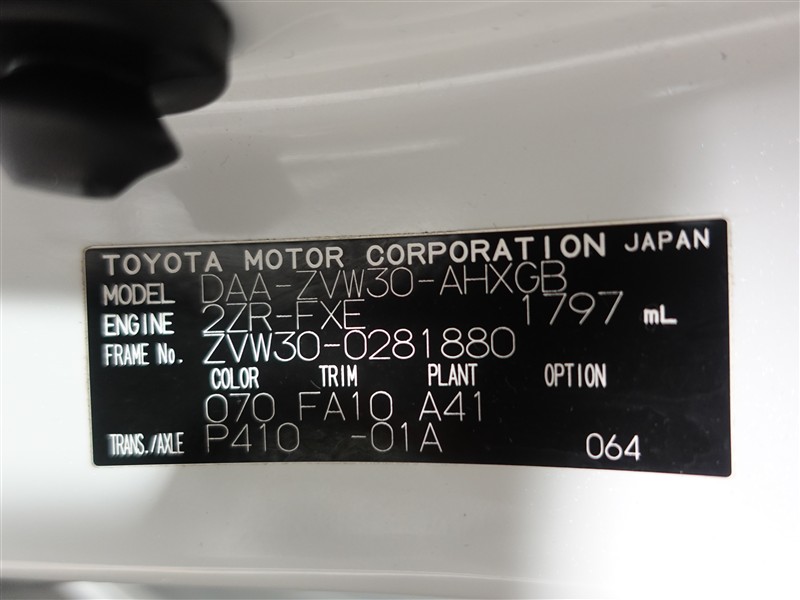 TOYOTA MOTOR CORPORATION JAPAN
MODEL DAA-ZVW30-AHXGB
ENGINE 2ZR-FXE 1797 mL
FRAME No. ZVW30-0281880
COLOR TRIM PLANT OPTION
070 FA10 A41
TRANS./AXLE P410 -01A 064